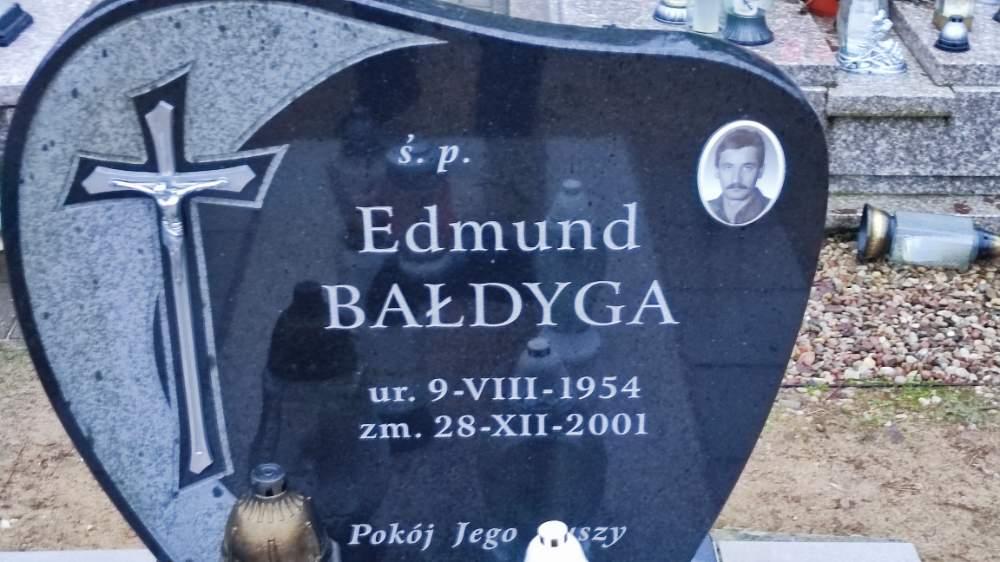 ś. p.
Edmund
BAŁDYGA
ur. 9-VIII-1954
zm. 28-XII-2001
Pokój Jego